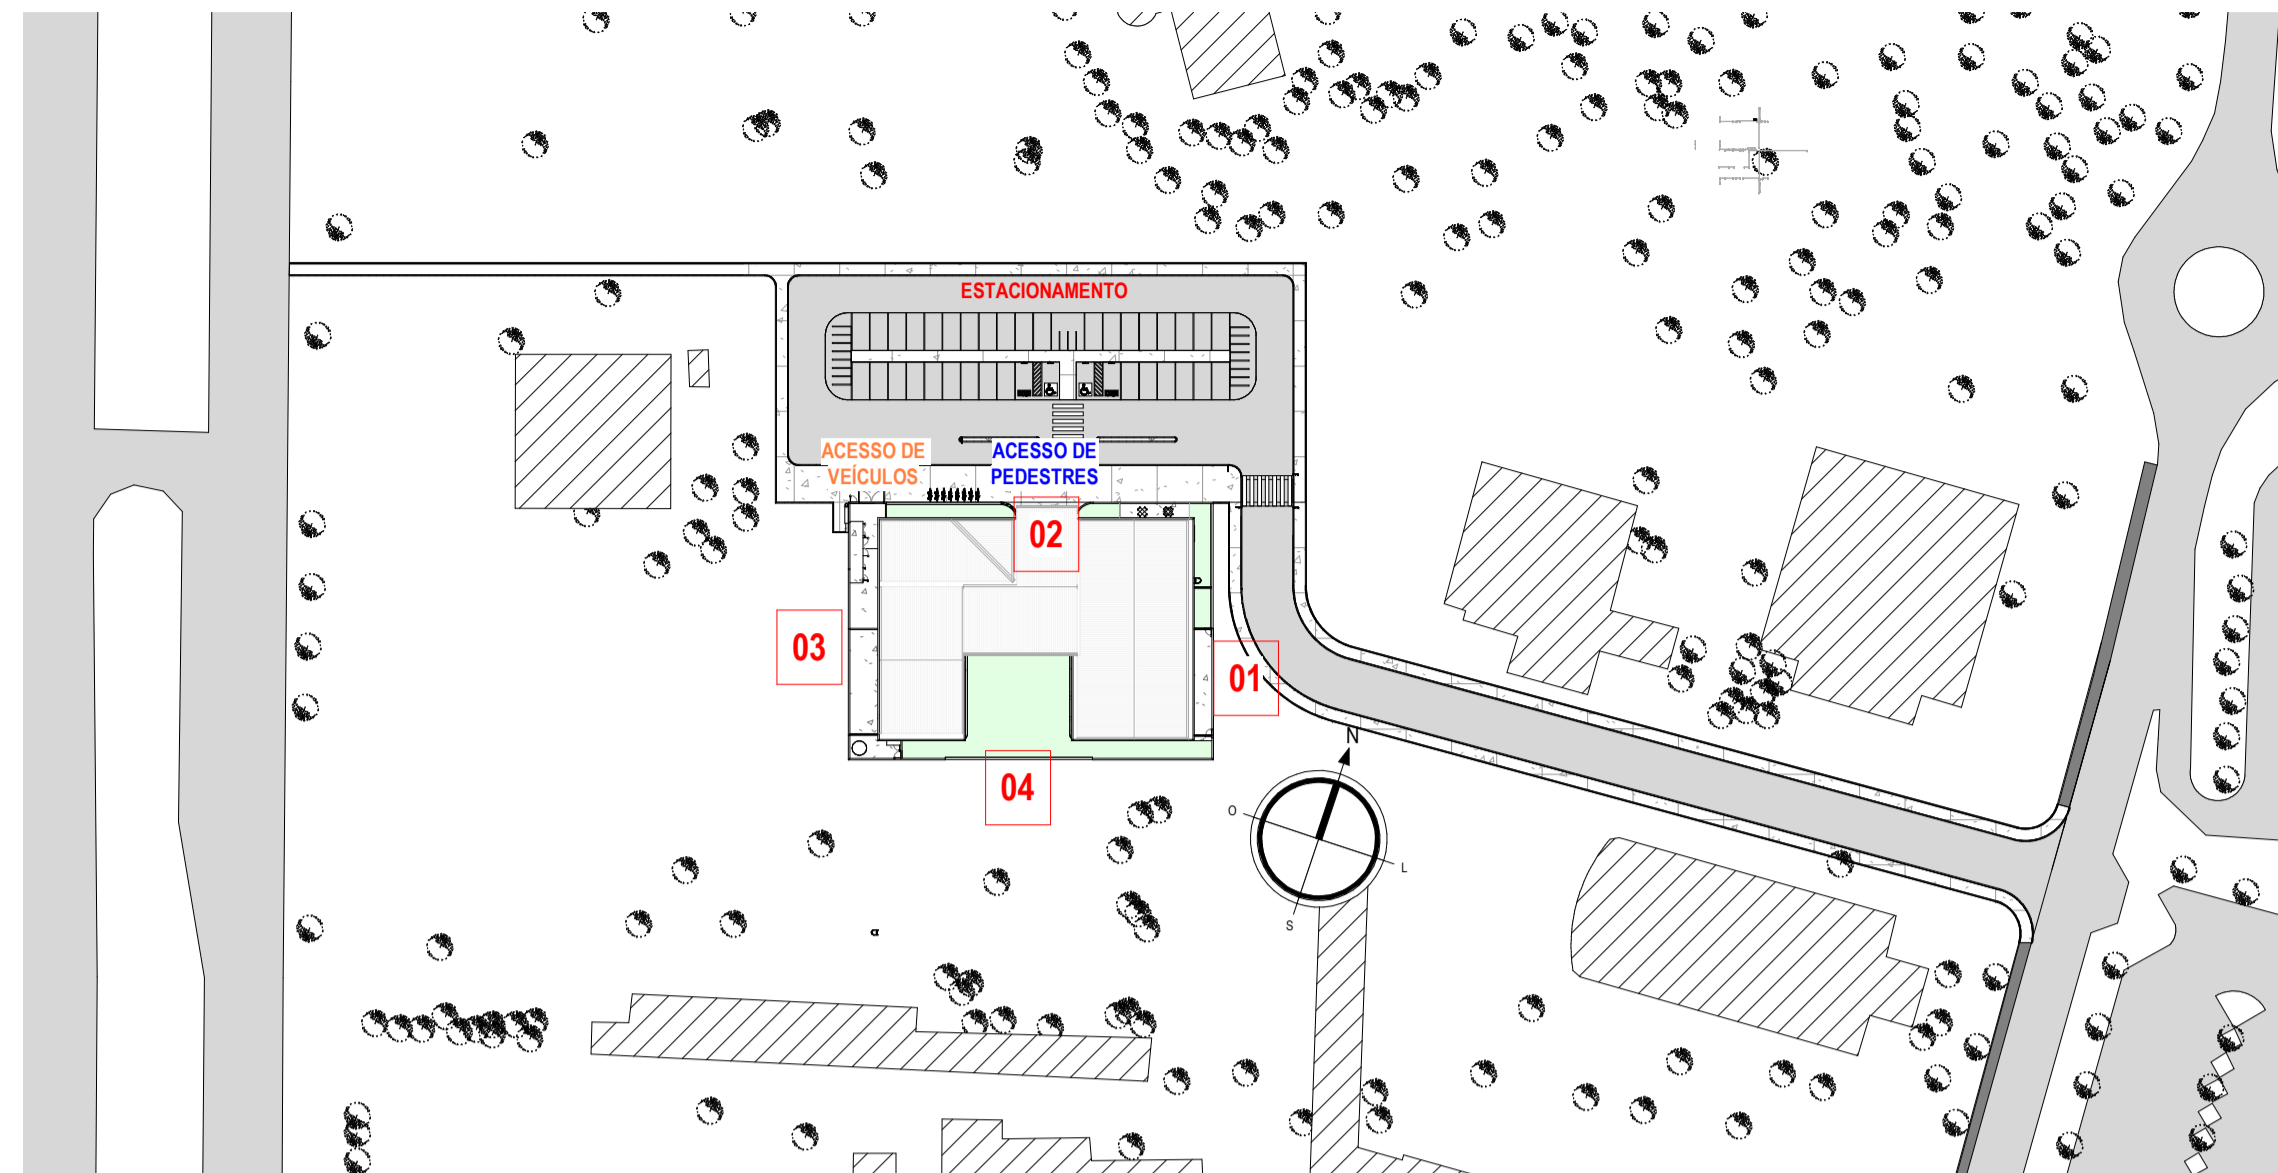 ESTACIONAMENTO
ACESSO DE
VEÍCULOS
ACESSO DE
PEDESTRES
02
03
01
04
N
O
L
S